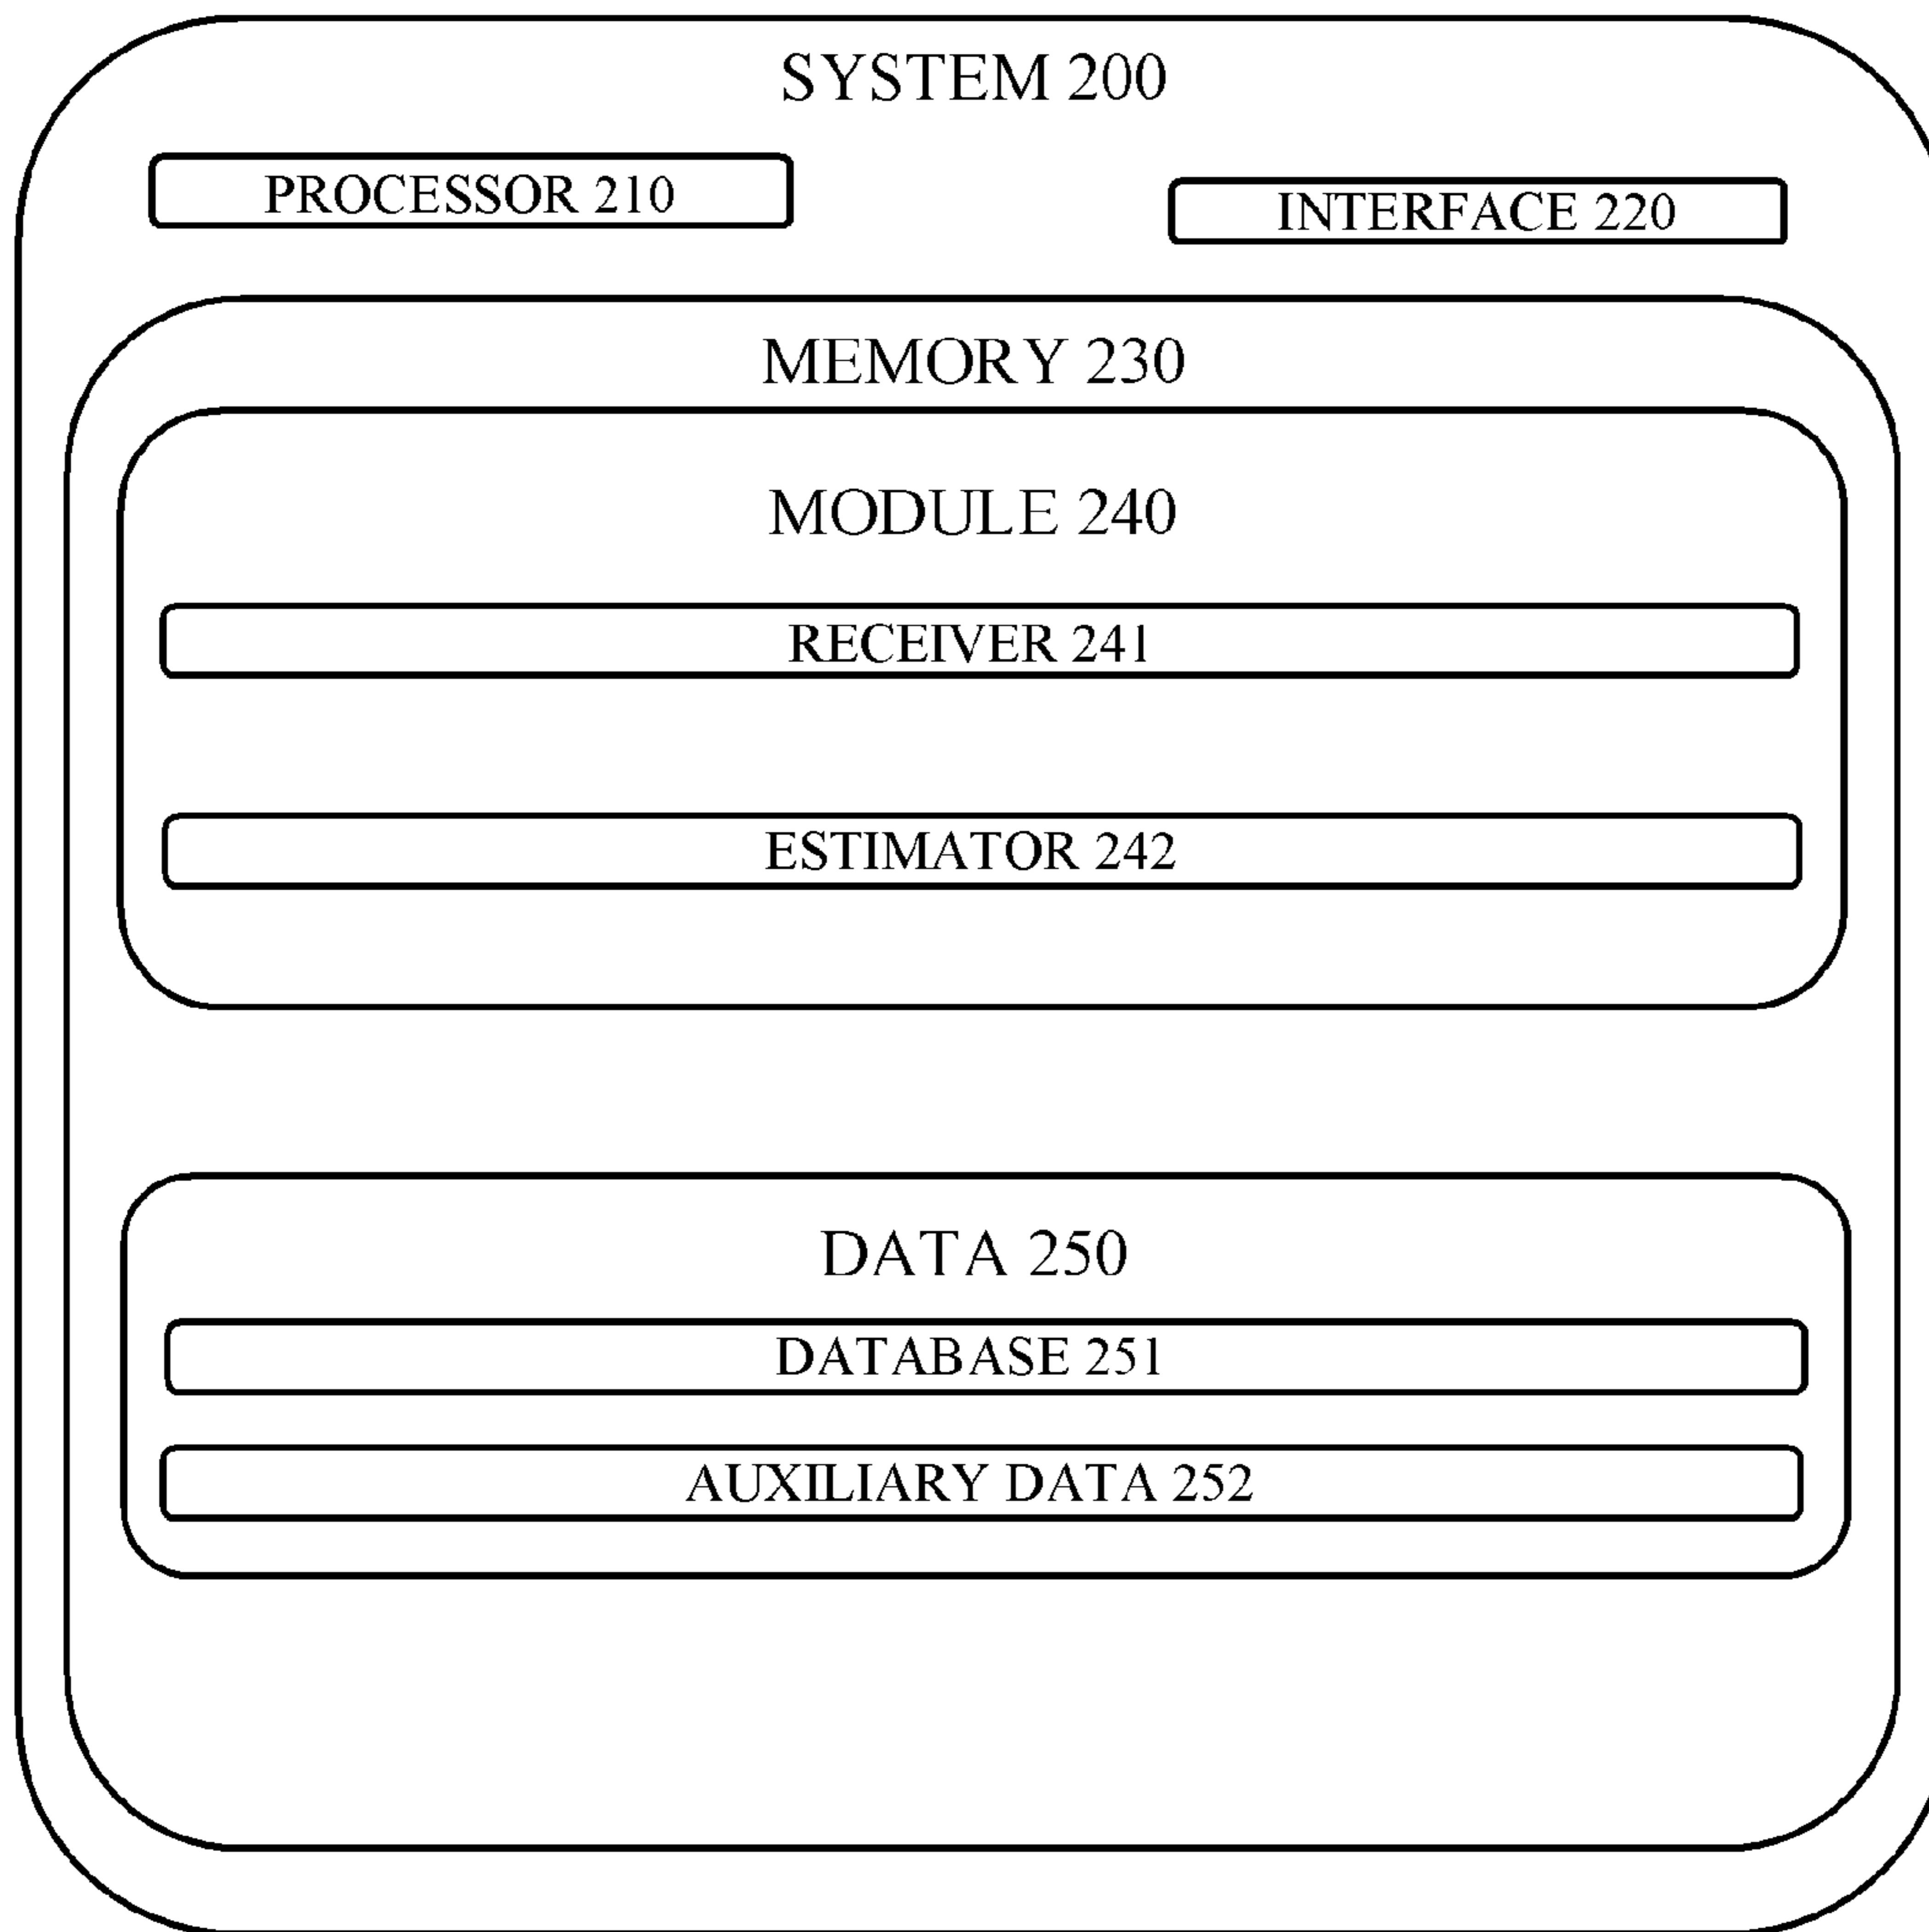 SYSTEM 200
PROCESSOR 210
INTERFACE 220
MEMORY 230
MODULE 240
RECEIVER 241
ESTIMATOR 242
DATA 250
DATABASE 251
AUXILIARY DATA 252